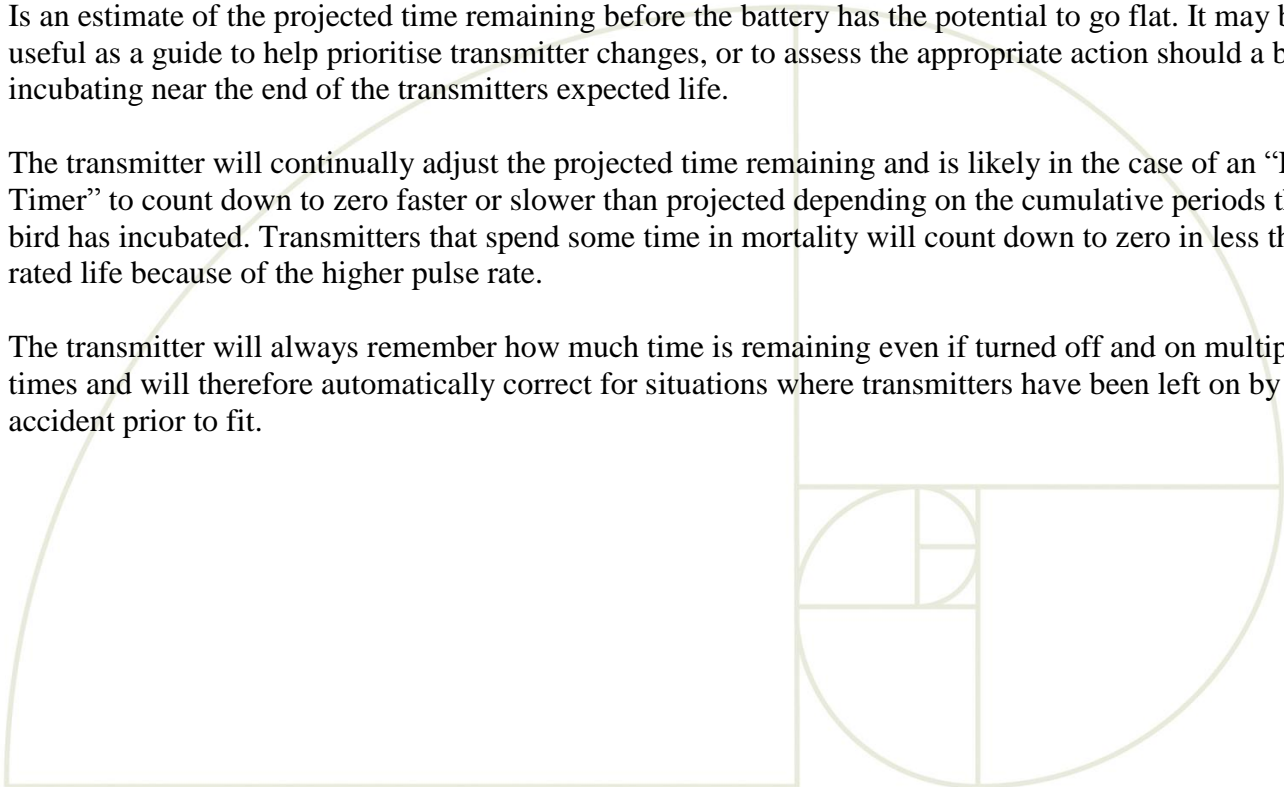 Is an estimate of the projected time remaining before the battery has the potential to go flat. It may
useful as a guide to help prioritise transmitter changes, or to assess the appropriate action should a
incubating near the end of the transmitters expected life.
The transmitter will continually adjust the projected time remaining and is likely in the case of an
Timer” to count down to zero faster or slower than projected depending on the cumulative periods
bird has incubated. Transmitters that spend some time in mortality will count down to zero in less
rated life because of the higher pulse rate.
The transmitter will always remember how much time is remaining even if turned off and on
times and will therefore automatically correct for situations where transmitters have been left on by
accident prior to fit.